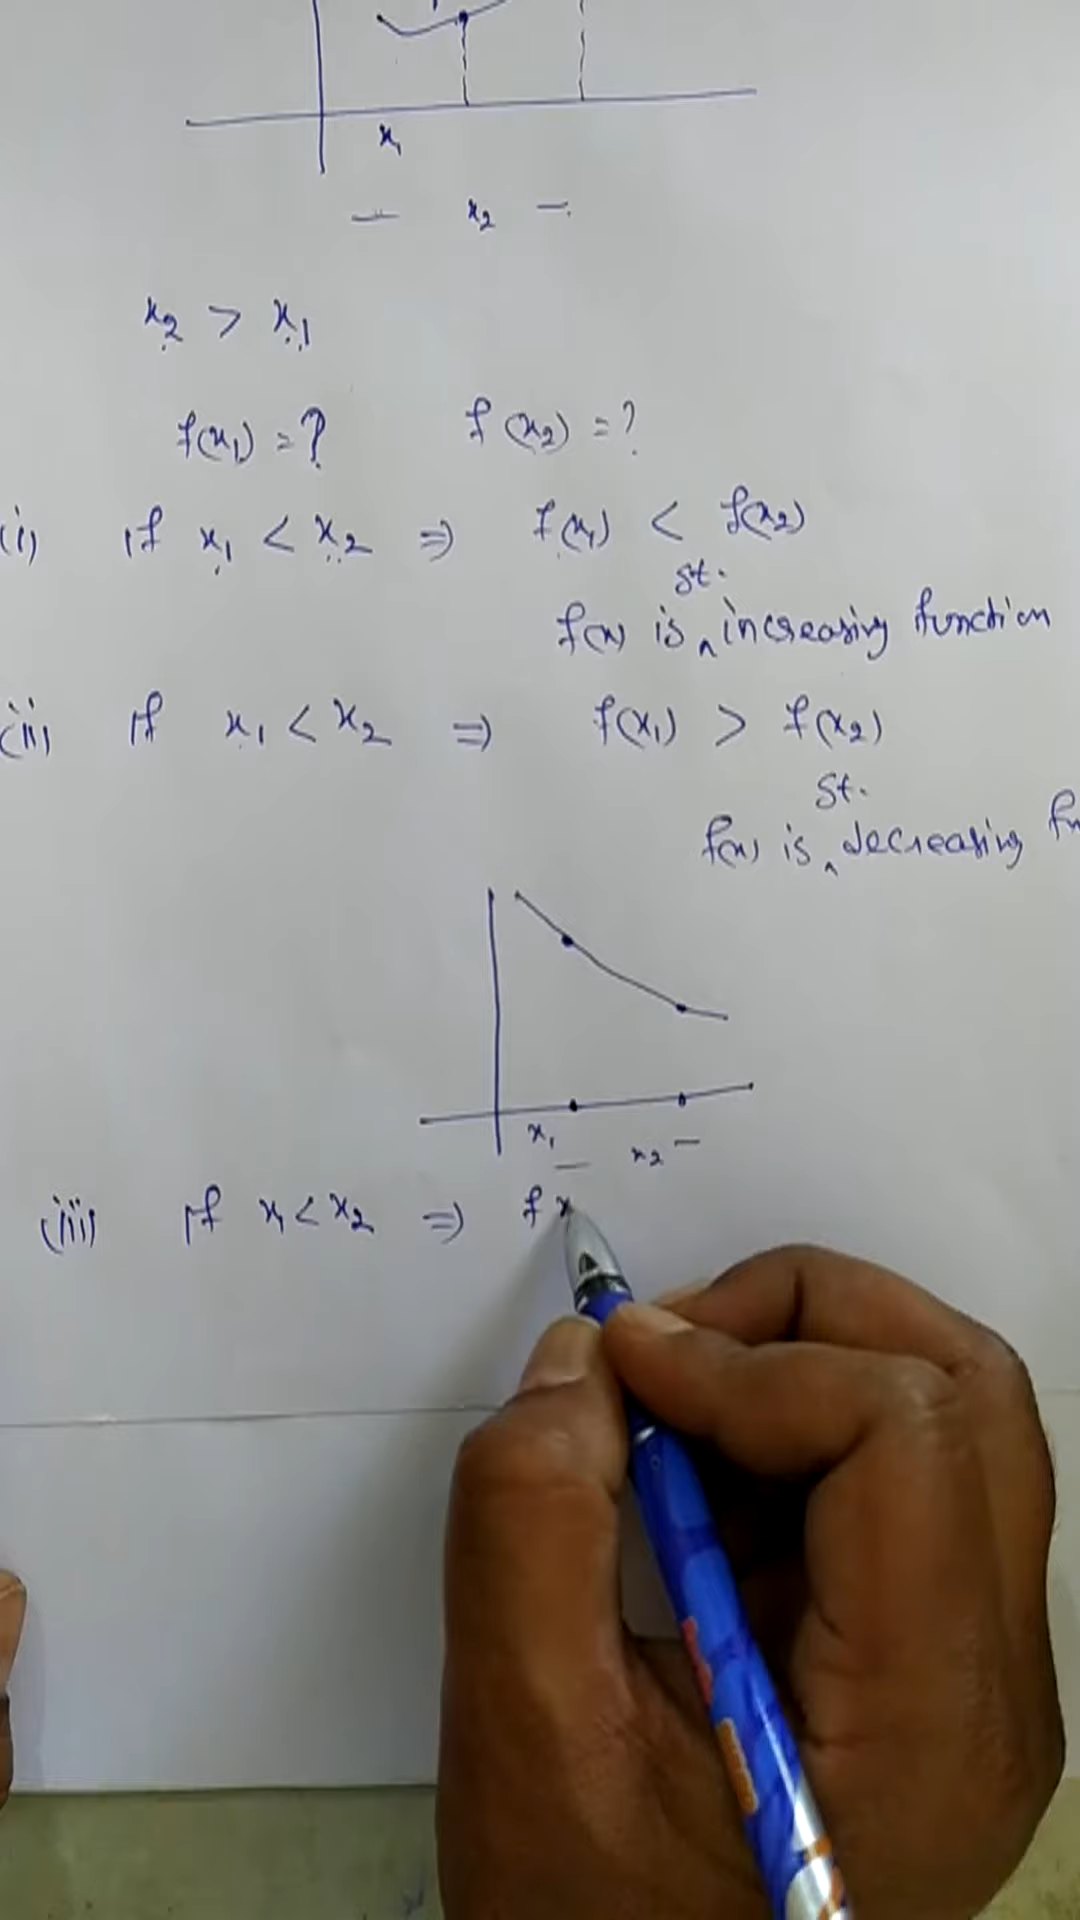 x₁
— x₂ —
x₂ > x₁
f(x₁) = ? f(x₂) = ?
(i) if x₁ < x₂ ⇒ f(x₁) < f(x₂)
st.
f(x) is ^ increasing function
(ii) if x₁ < x₂ ⇒ f(x₁) > f(x₂)
st.
f(x) is ^ decreasing fu
x₁ — x₂ —
(iii) if x₁ < x₂ ⇒ f x